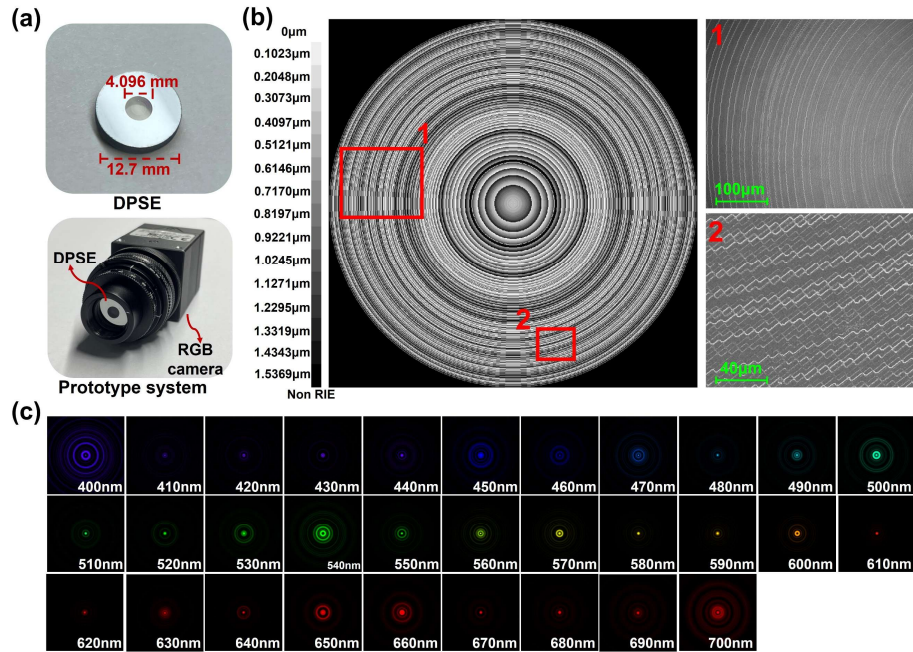 (a)
4.096 mm
12.7 mm
DPSE
DPSE
RGB
camera
Prototype system
(b)
0µm
0.1023µm
0.2048µm
0.3073µm
0.4097µm
0.5121µm
0.6146µm
0.7170µm
0.8197µm
0.9221µm
1.0245µm
1.1271µm
1.2295µm
1.3319µm
1.4343µm
1.5369µm
Non RIE
1
2
1
100µm
2
40µm
(c)
400nm 410nm 420nm 430nm 440nm 450nm 460nm 470nm 480nm 490nm 500nm
510nm 520nm 530nm 540nm 550nm 560nm 570nm 580nm 590nm 600nm 610nm
620nm 630nm 640nm 650nm 660nm 670nm 680nm 690nm 700nm